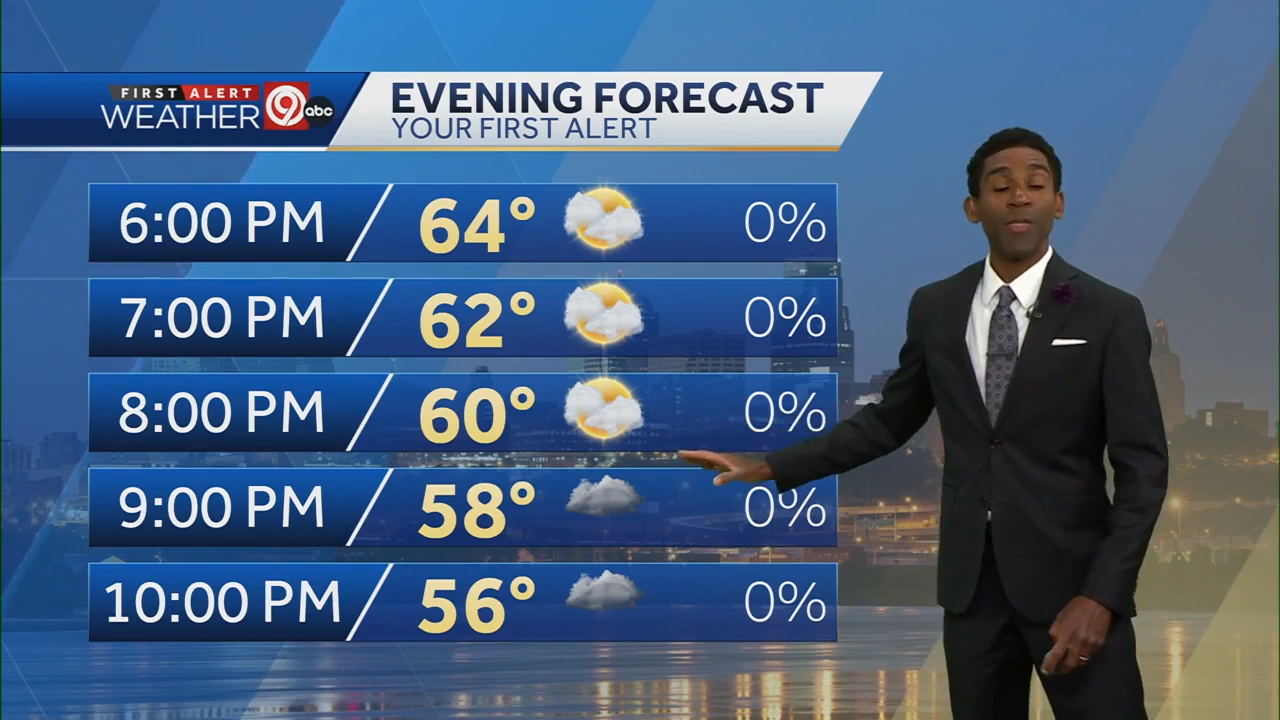 FIRST ALERT
WEATHER 9 abc
EVENING FORECAST
YOUR FIRST ALERT
6:00 PM 64° 0%
7:00 PM 62° 0%
8:00 PM 60° 0%
9:00 PM 58° 0%
10:00 PM 56° 0%